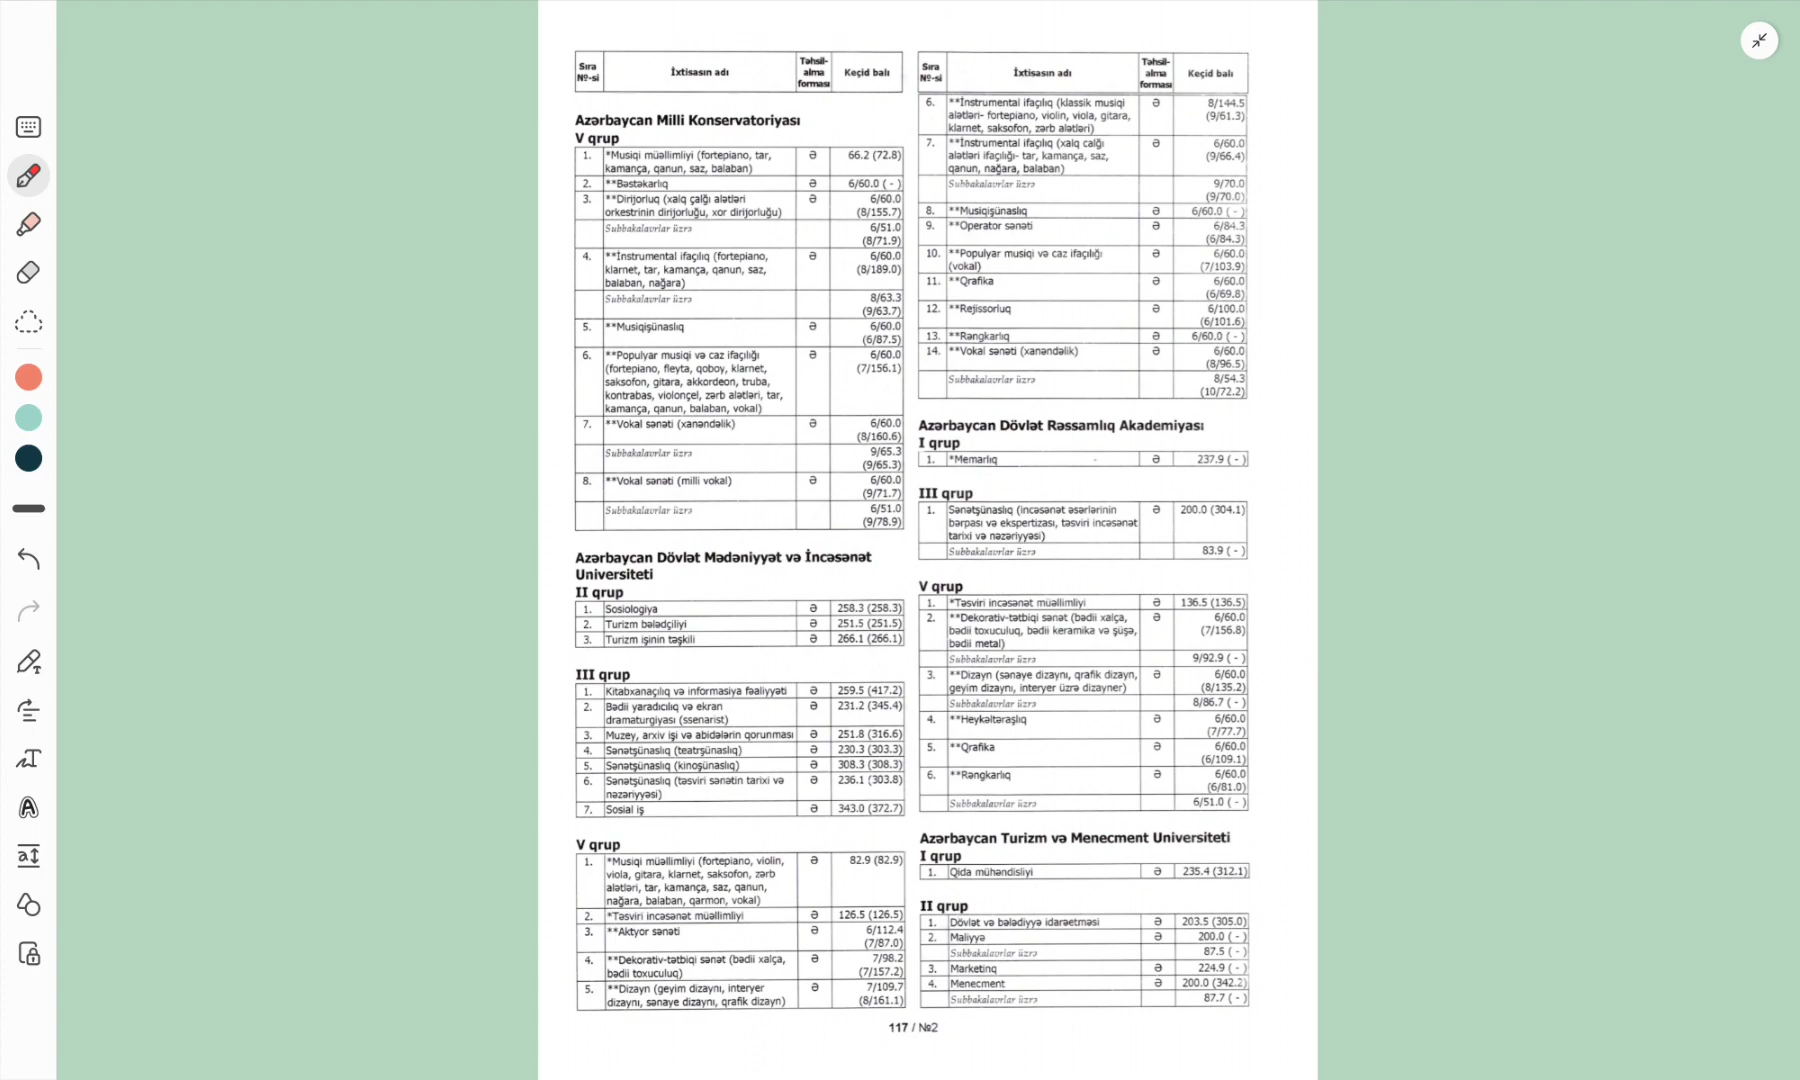 Sıra
Nº-si
İxtisasın adı
Təhsil-
alma
forması
Keçid balı
Azərbaycan Milli Konservatoriyası
V qrup
1. *Musiqi müəllimliyi (fortepiano, tar, Ə 66.2 (72.8)
kamança, qanun, saz, balaban)
2. **Bəstəkarlıq Ə 6/60.0 ( - )
3. **Dirijorluq (xalq çalğı alətləri Ə 6/60.0
orkestrinin dirijorluğu, xor dirijorluğu) (8/155.7)
Subbakalavrlar üzrə 6/51.0
(8/71.9)
4. **İnstrumental ifaçılıq (fortepiano, Ə 6/60.0
klarnet, tar, kamança, qanun, saz, (8/189.0)
balaban, nağara)
Subbakalavrlar üzrə 8/63.3
(9/63.7)
5. **Musiqişünaslıq Ə 6/60.0
(6/87.5)
6. **Populyar musiqi və caz ifaçılığı Ə 6/60.0
(fortepiano, fleyta, qoboy, klarnet, (7/156.1)
saksofon, gitara, akkordeon, truba,
kontrabas, violonçel, zərb alətləri, tar,
kamança, qanun, balaban, vokal)
7. **Vokal sənəti (xanəndəlik) Ə 6/60.0
(8/160.6)
Subbakalavrlar üzrə 9/65.3
(9/65.3)
8. **Vokal sənəti (milli vokal) Ə 6/60.0
(9/71.7)
Subbakalavrlar üzrə 6/51.0
(9/78.9)
Azərbaycan Dövlət Mədəniyyət və İncəsənət
Universiteti
II qrup
1. Sosiologiya Ə 258.3 (258.3)
2. Turizm bələdçiliyi Ə 251.5 (251.5)
3. Turizm işinin təşkili Ə 266.1 (266.1)
III qrup
1. Kitabxanaçılıq və informasiya fəaliyyəti Ə 259.5 (417.2)
2. Bədii yaradıcılıq və ekran Ə 231.2 (345.4)
dramaturgiyası (ssenarist)
3. Muzey, arxiv işi və abidələrin qorunması Ə 251.8 (316.6)
4. Sənətşünaslıq (teatrşünaslıq) Ə 230.3 (303.3)
5. Sənətşünaslıq (kinoşünaslıq) Ə 308.3 (308.3)
6. Sənətşünaslıq (təsviri sənətin tarixi və Ə 236.1 (303.8)
nəzəriyyəsi)
7. Sosial iş Ə 343.0 (372.7)
V qrup
1. *Musiqi müəllimliyi (fortepiano, violin, Ə 82.9 (82.9)
viola, gitara, klarnet, saksofon, zərb
alətləri, tar, kamança, saz, qanun,
nağara, balaban, qarmon, vokal)
2. *Təsviri incəsənət müəllimliyi Ə 126.5 (126.5)
3. **Aktyor sənəti Ə 6/112.4
(7/87.0)
4. **Dekorativ-tətbiqi sənət (bədii xalça, Ə 7/98.2
bədii toxuculuq) (7/157.2)
5. **Dizayn (geyim dizaynı, interyer Ə 7/109.7
dizaynı, sənaye dizaynı, qrafik dizayn) (8/161.1)
Sıra
Nº-si
İxtisasın adı
Təhsil-
alma
forması
Keçid balı
6. **İnstrumental ifaçılıq (klassik musiqi Ə 8/144.5
alətləri- fortepiano, violin, viola, gitara, (9/61.3)
klarnet, saksofon, zərb alətləri)
7. **İnstrumental ifaçılıq (xalq çalğı Ə 6/60.0
alətləri ifaçılığı- tar, kamança, saz, (9/66.4)
qanun, nağara, balaban)
Subbakalavrlar üzrə 9/70.0
(9/70.0)
8. **Musiqişünaslıq Ə 6/60.0 ( - )
9. **Operator sənəti Ə 6/84.3
(6/84.3)
10. **Populyar musiqi və caz ifaçılığı Ə 6/60.0
(vokal) (7/103.9)
11. **Qrafika Ə 6/60.0
(6/69.8)
12. **Rejissorluq Ə 6/100.0
(6/101.6)
13. **Rəngkarlıq Ə 6/60.0 ( - )
14. **Vokal sənəti (xanəndəlik) Ə 6/60.0
(8/96.5)
Subbakalavrlar üzrə 8/54.3
(10/72.2)
Azərbaycan Dövlət Rəssamlıq Akademiyası
I qrup
1. *Memarlıq Ə 237.9 ( - )
III qrup
1. Sənətşünaslıq (incəsənət əsərlərinin Ə 200.0 (304.1)
bərpası və ekspertizası, təsviri incəsənət
tarixi və nəzəriyyəsi)
Subbakalavrlar üzrə 83.9 ( - )
V qrup
1. *Təsviri incəsənət müəllimliyi Ə 136.5 (136.5)
2. **Dekorativ-tətbiqi sənət (bədii xalça, Ə 6/60.0
bədii toxuculuq, bədii keramika və şüşə, (7/156.8)
bədii metal)
Subbakalavrlar üzrə 9/92.9 ( - )
3. **Dizayn (sənaye dizaynı, qrafik dizayn, Ə 6/60.0
geyim dizaynı, interyer üzrə dizayner) (8/135.2)
Subbakalavrlar üzrə 8/86.7 ( - )
4. **Heykəltəraşlıq Ə 6/60.0
(7/77.7)
5. **Qrafika Ə 6/60.0
(6/109.1)
6. **Rəngkarlıq Ə 6/60.0
(6/81.0)
Subbakalavrlar üzrə 6/51.0 ( - )
Azərbaycan Turizm və Menecment Universiteti
I qrup
1. Qida mühəndisliyi Ə 235.4 (312.1)
II qrup
1. Dövlət və bələdiyyə idarəetməsi Ə 203.5 (305.0)
2. Maliyyə Ə 200.0 ( - )
Subbakalavrlar üzrə 87.5 ( - )
3. Marketinq Ə 224.9 ( - )
4. Menecment Ə 200.0 (342.2)
Subbakalavrlar üzrə 87.7 ( - )
117 / №2